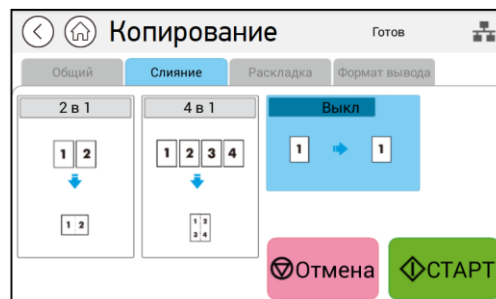 Копирование
Готов
Общий
Слияние
Раскладка
Формат вывода
2 в 1
4 в 1
Выкл
1 2
1 2 3 4
1 1
1 2
1 2
3 4
Отмена
СТАРТ